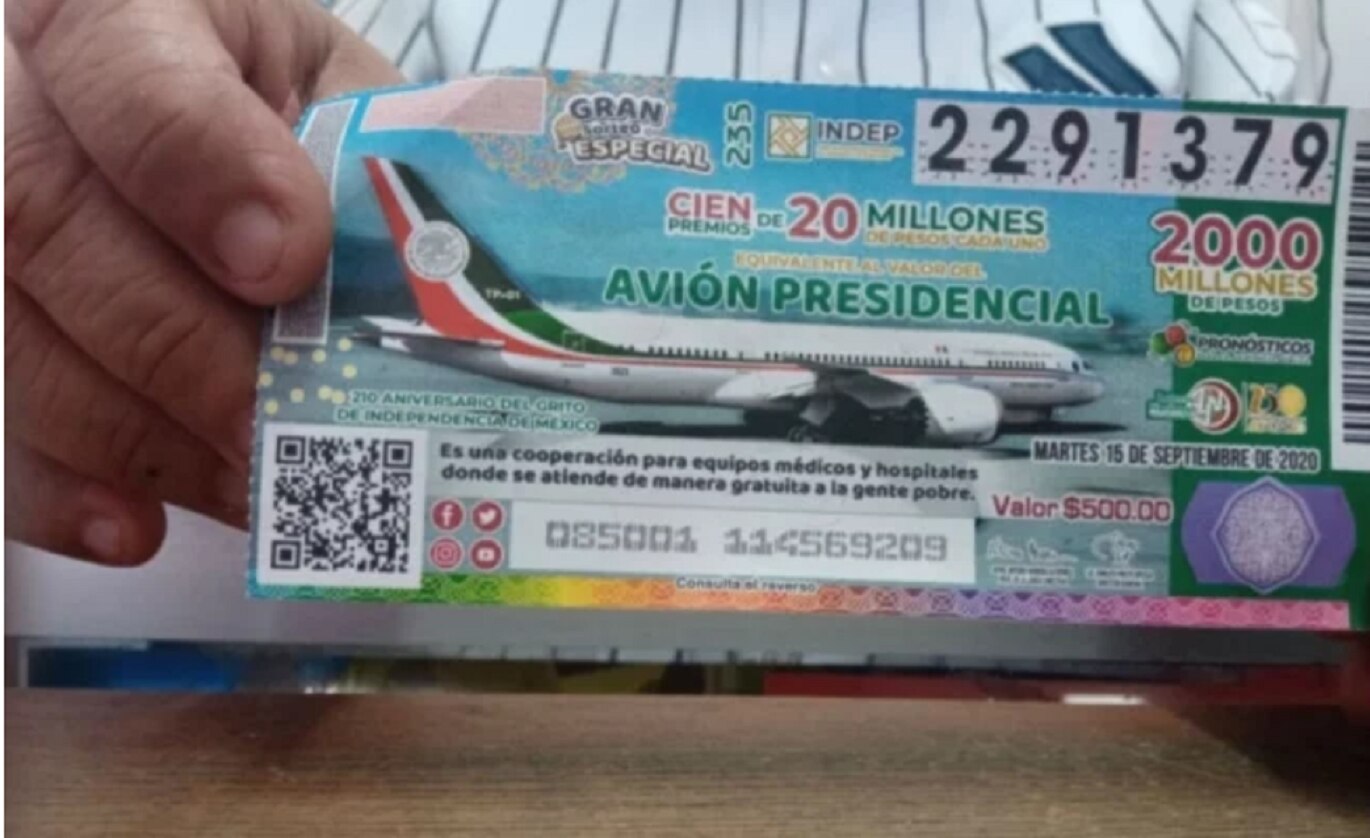 GRAN
Sorteo
ESPECIAL
235
INDEP
2291379
CIEN
PREMIOS
DE 20 MILLONES
DE PESOS CADA UNO
EQUIVALENTE AL VALOR DEL
AVIÓN PRESIDENCIAL
2000
MILLONES
DE PESOS
TP-01
PRONÓSTICOS
210 ANIVERSARIO DEL GRITO
DE INDEPENDENCIA DE MÉXICO
250
MARTES 15 DE SEPTIEMBRE DE 2020
Es una cooperación para equipos médicos y hospitales
donde se atiende de manera gratuita a la gente pobre.
Valor $500.00
085001 114569209
Consulta el reverso